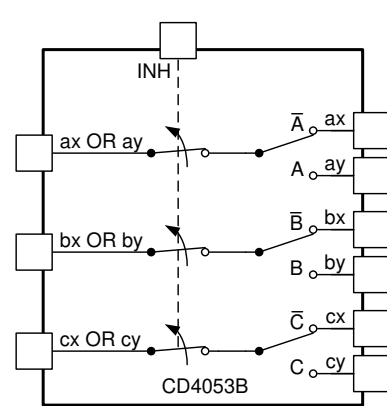 INH
A̅ ax
ax OR ay
A ay
B̅ bx
bx OR by
B by
C̅ cx
cx OR cy
C cy
CD4053B